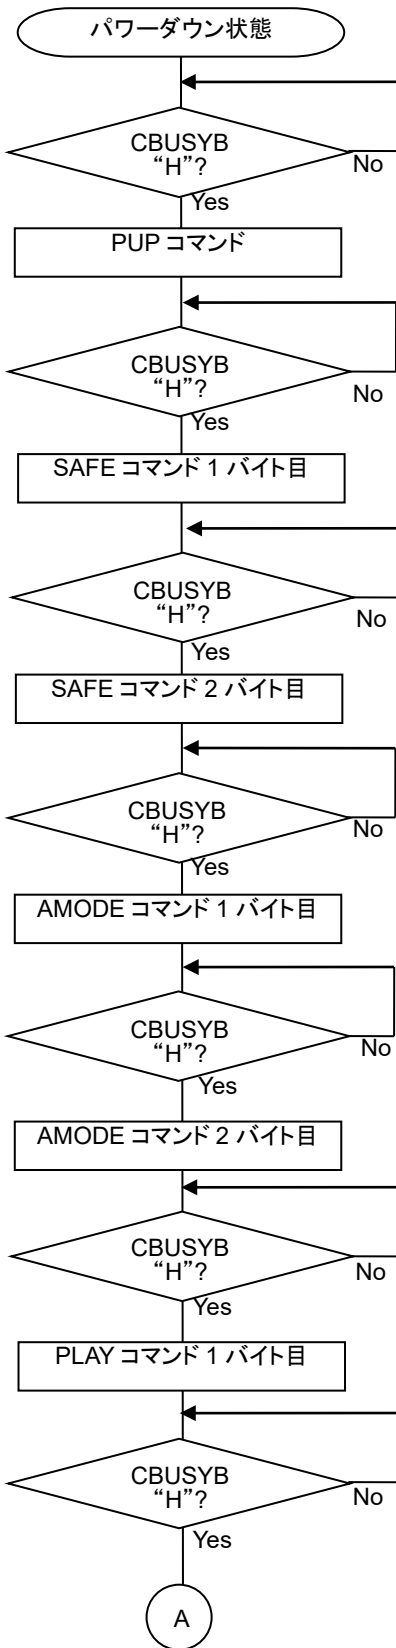 パワーダウン状態
CBUSYB
“H”?
No
Yes
PUP コマンド
CBUSYB
“H”?
No
Yes
SAFE コマンド 1 バイト目
CBUSYB
“H”?
No
Yes
SAFE コマンド 2 バイト目
CBUSYB
“H”?
No
Yes
AMODE コマンド 1 バイト目
CBUSYB
“H”?
No
Yes
AMODE コマンド 2 バイト目
CBUSYB
“H”?
No
Yes
PLAY コマンド 1 バイト目
CBUSYB
“H”?
No
Yes
A